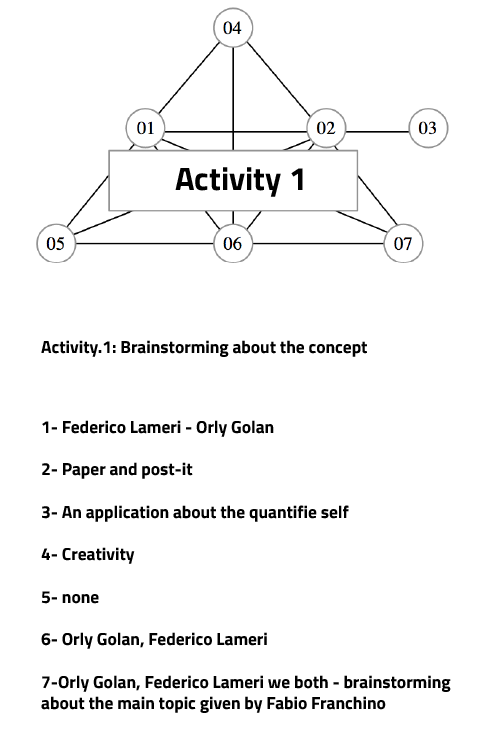 04
01
02
03
Activity 1
05
06
07
Activity.1: Brainstorming about the concept
1- Federico Lameri - Orly Golan
2- Paper and post-it
3- An application about the quantifie self
4- Creativity
5- none
6- Orly Golan, Federico Lameri
7-Orly Golan, Federico Lameri we both - brainstorming
about the main topic given by Fabio Franchino